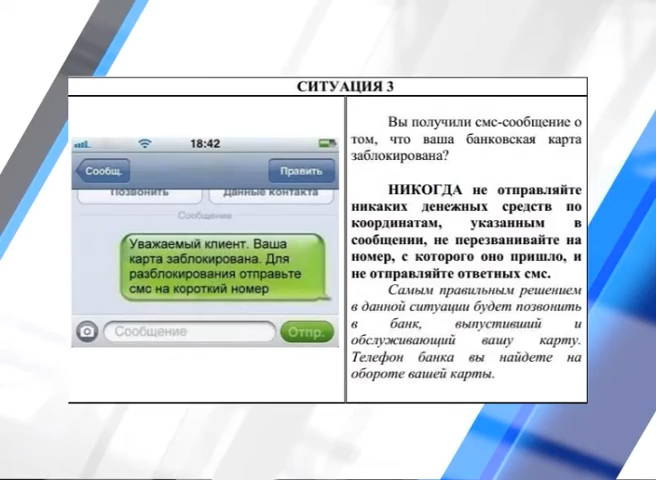 СИТУАЦИЯ 3
18:42
Сообщ.
Править
Позвонить
Данные контакта
Сообщение
Уважаемый клиент. Ваша
карта заблокирована. Для
разблокирования отправьте
смс на короткий номер
Сообщение
Отпр.
Вы получили смс-сообщение о
том, что ваша банковская карта
заблокирована?
НИКОГДА не отправляйте
никаких денежных средств по
координатам, указанным в
сообщении, не перезванивайте на
номер, с которого оно пришло, и
не отправляйте ответных смс.
Самым правильным решением
в данной ситуации будет позвонить
в банк, выпустивший и
обслуживающий вашу карту.
Телефон банка вы найдете на
обороте вашей карты.